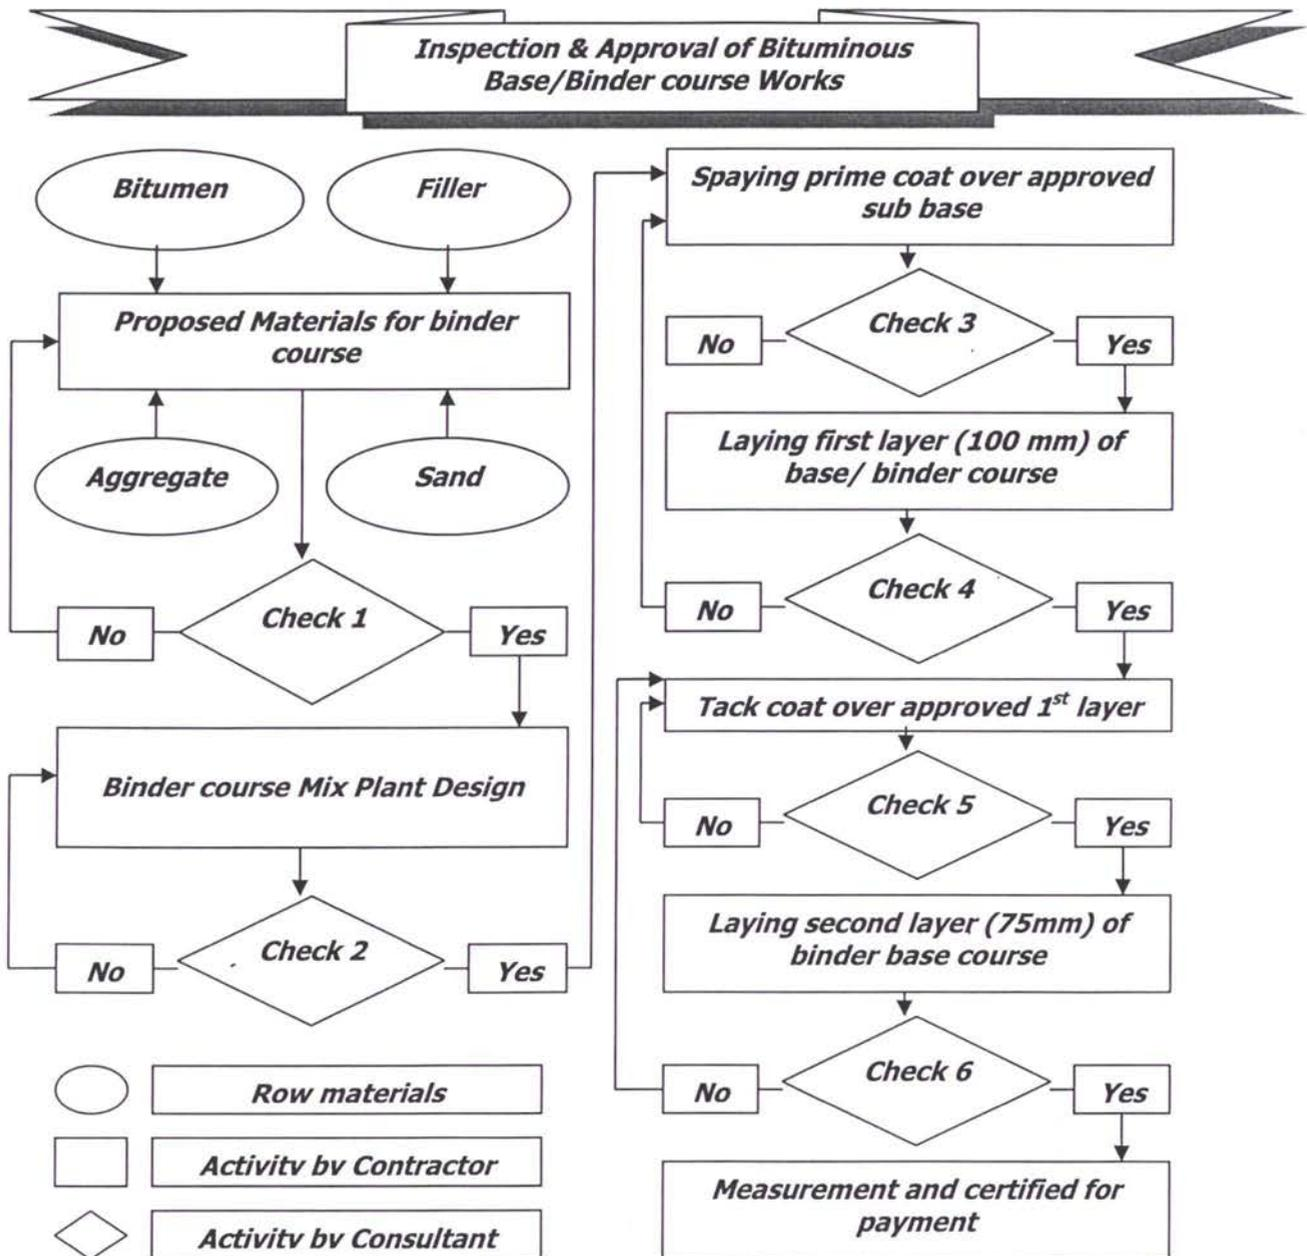 Inspection & Approval of Bituminous
Base/Binder course Works
Bitumen
Filler
Proposed Materials for binder
course
Aggregate
Sand
Check 1
No
Yes
Binder course Mix Plant Design
Check 2
No
Yes
Row materials
Activity by Contractor
Activity by Consultant
Spaying prime coat over approved
sub base
Check 3
No
Yes
Laying first layer (100 mm) of
base/ binder course
Check 4
No
Yes
Tack coat over approved 1st layer
Check 5
No
Yes
Laying second layer (75mm) of
binder base course
Check 6
No
Yes
Measurement and certified for
payment